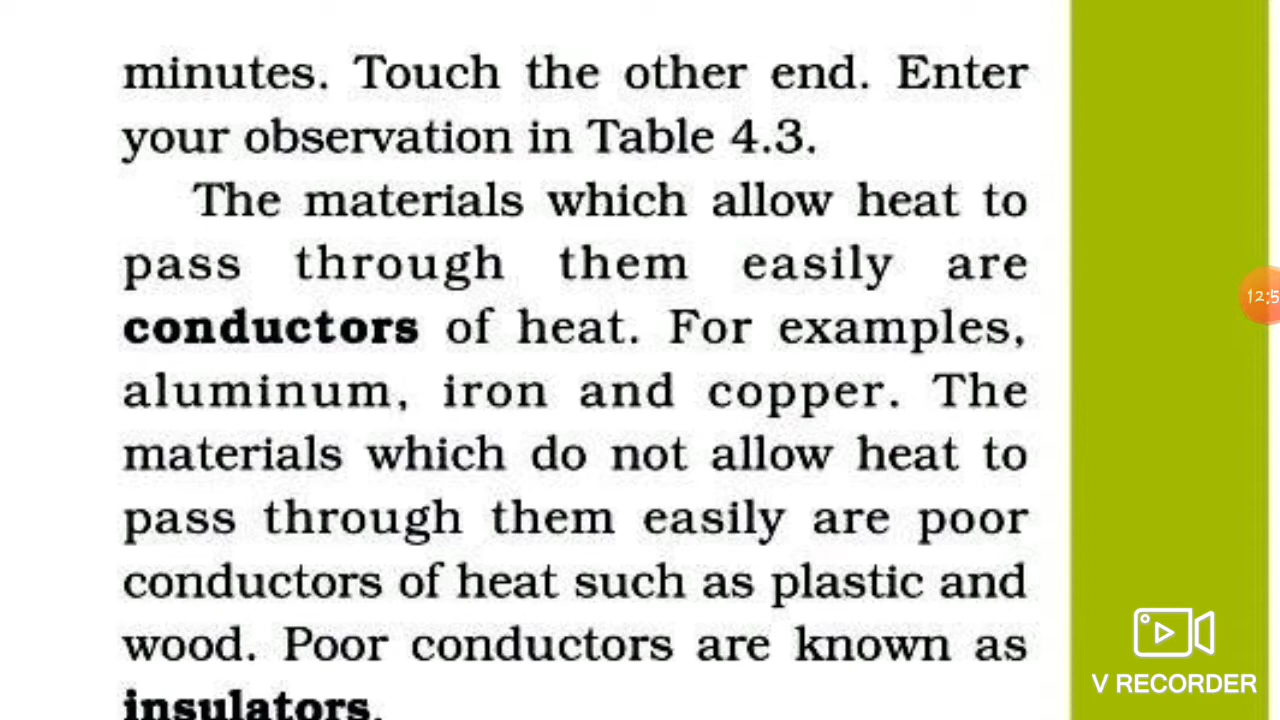 minutes. Touch the other end. Enter
your observation in Table 4.3.
The materials which allow heat to
pass through them easily are
conductors of heat. For examples,
aluminum, iron and copper. The
materials which do not allow heat to
pass through them easily are poor
conductors of heat such as plastic and
wood. Poor conductors are known as
insulators.
12:5
V RECORDER